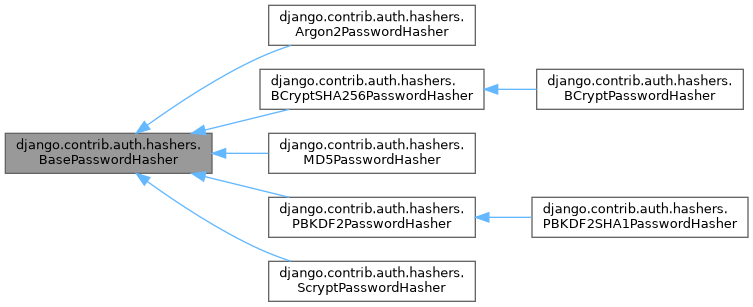 django.contrib.auth.hashers.
Argon2PasswordHasher
django.contrib.auth.hashers.
BCryptSHA256PasswordHasher
django.contrib.auth.hashers.
BCryptPasswordHasher
django.contrib.auth.hashers.
BasePasswordHasher
django.contrib.auth.hashers.
MD5PasswordHasher
django.contrib.auth.hashers.
PBKDF2PasswordHasher
django.contrib.auth.hashers.
PBKDF2SHA1PasswordHasher
django.contrib.auth.hashers.
ScryptPasswordHasher